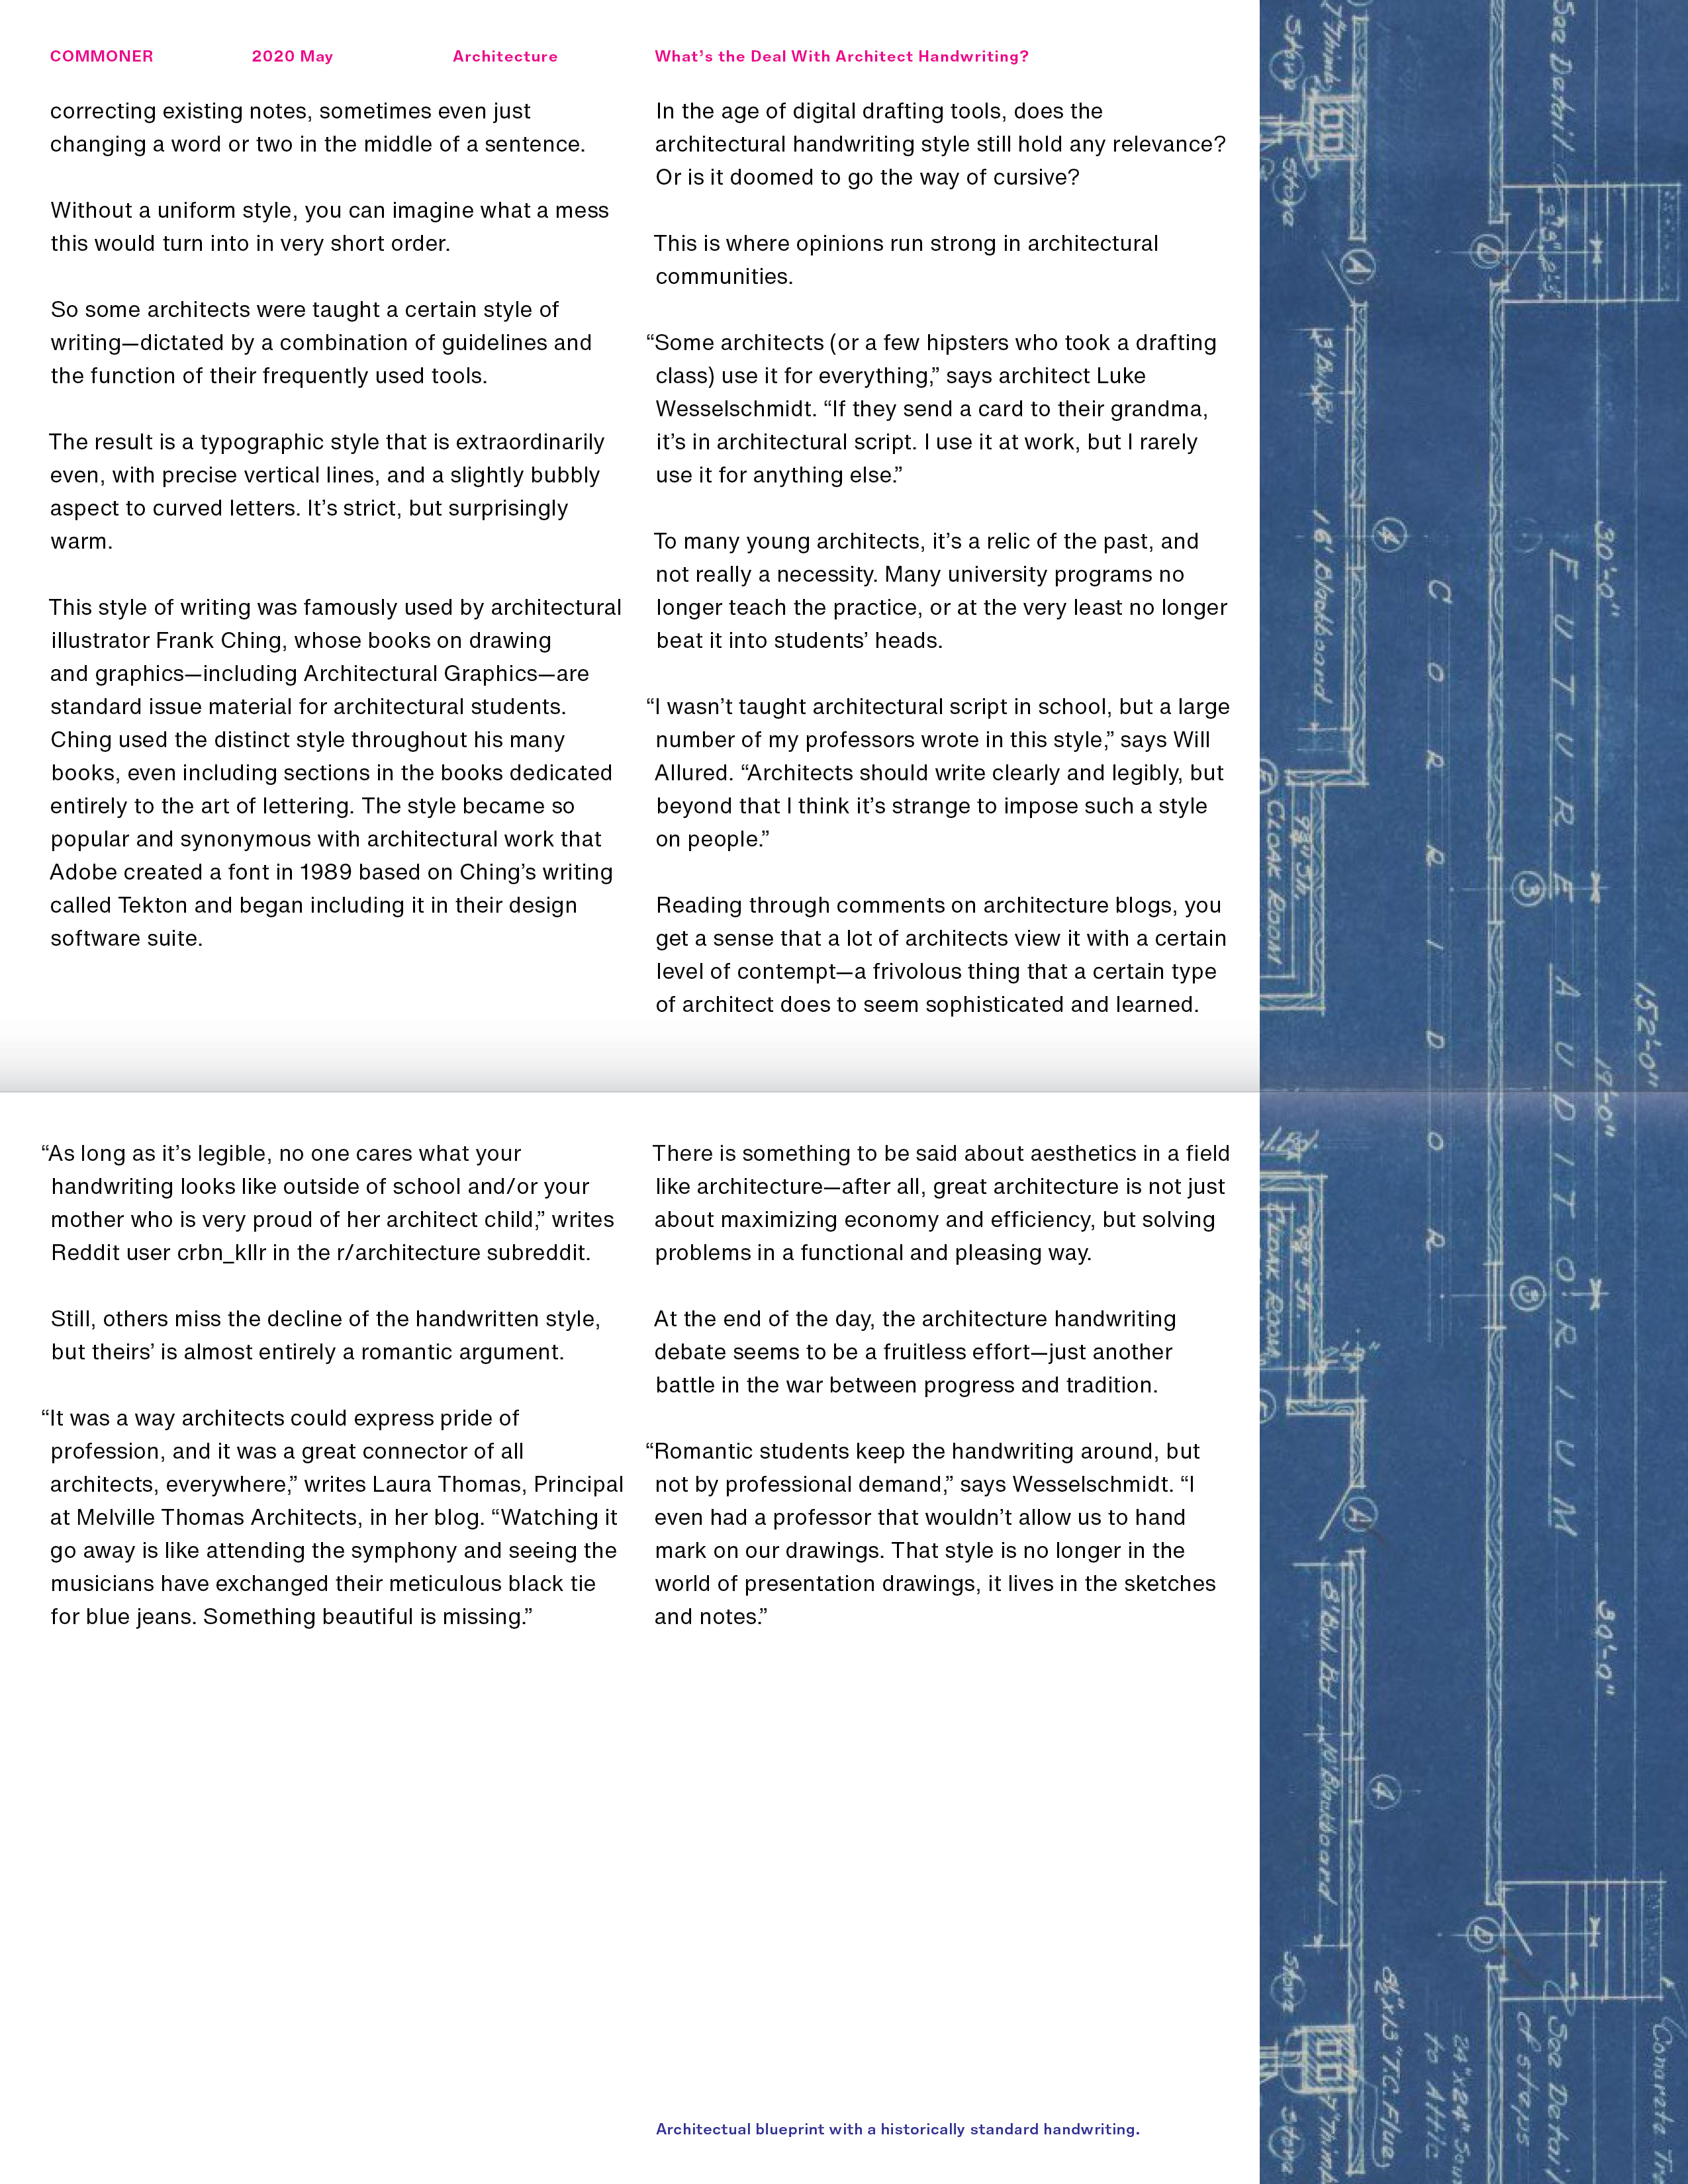 COMMONER 2020 May Architecture What’s the Deal With Architect Handwriting?
correcting existing notes, sometimes even just
changing a word or two in the middle of a sentence.
Without a uniform style, you can imagine what a mess
this would turn into in very short order.
So some architects were taught a certain style of
writing—dictated by a combination of guidelines and
the function of their frequently used tools.
The result is a typographic style that is extraordinarily
even, with precise vertical lines, and a slightly bubbly
aspect to curved letters. It’s strict, but surprisingly
warm.
This style of writing was famously used by architectural
illustrator Frank Ching, whose books on drawing
and graphics—including Architectural Graphics—are
standard issue material for architectural students.
Ching used the distinct style throughout his many
books, even including sections in the books dedicated
entirely to the art of lettering. The style became so
popular and synonymous with architectural work that
Adobe created a font in 1989 based on Ching’s writing
called Tekton and began including it in their design
software suite.
In the age of digital drafting tools, does the
architectural handwriting style still hold any relevance?
Or is it doomed to go the way of cursive?
This is where opinions run strong in architectural
communities.
“Some architects (or a few hipsters who took a drafting
class) use it for everything,” says architect Luke
Wesselschmidt. “If they send a card to their grandma,
it’s in architectural script. I use it at work, but I rarely
use it for anything else.”
To many young architects, it’s a relic of the past, and
not really a necessity. Many university programs no
longer teach the practice, or at the very least no longer
beat it into students’ heads.
“I wasn’t taught architectural script in school, but a large
number of my professors wrote in this style,” says Will
Allured. “Architects should write clearly and legibly, but
beyond that I think it’s strange to impose such a style
on people.”
Reading through comments on architecture blogs, you
get a sense that a lot of architects view it with a certain
level of contempt—a frivolous thing that a certain type
of architect does to seem sophisticated and learned.
“As long as it’s legible, no one cares what your
handwriting looks like outside of school and/or your
mother who is very proud of her architect child,” writes
Reddit user crbn_kllr in the r/architecture subreddit.
Still, others miss the decline of the handwritten style,
but theirs’ is almost entirely a romantic argument.
“It was a way architects could express pride of
profession, and it was a great connector of all
architects, everywhere,” writes Laura Thomas, Principal
at Melville Thomas Architects, in her blog. “Watching it
go away is like attending the symphony and seeing the
musicians have exchanged their meticulous black tie
for blue jeans. Something beautiful is missing.”
There is something to be said about aesthetics in a field
like architecture—after all, great architecture is not just
about maximizing economy and efficiency, but solving
problems in a functional and pleasing way.
At the end of the day, the architecture handwriting
debate seems to be a fruitless effort—just another
battle in the war between progress and tradition.
“Romantic students keep the handwriting around, but
not by professional demand,” says Wesselschmidt. “I
even had a professor that wouldn’t allow us to hand
mark on our drawings. That style is no longer in the
world of presentation drawings, it lives in the sketches
and notes.”
Architectual blueprint with a historically standard handwriting.
See Detail
152'-0"
30'-0"
19'-0"
30'-0"
FUTURE AUDITORIUM
CORRIDOR
16' Blackboard
CLOAK ROOM
CLOAK ROOM
8' Bul. Bd
10' Blackboard
Stove
Stove
Stove
Stove
A
A
4
4
3
3
D
8½"x13" T.C. Flue
24"x24"
to Attic
See Detail
of Stairs
Concrete